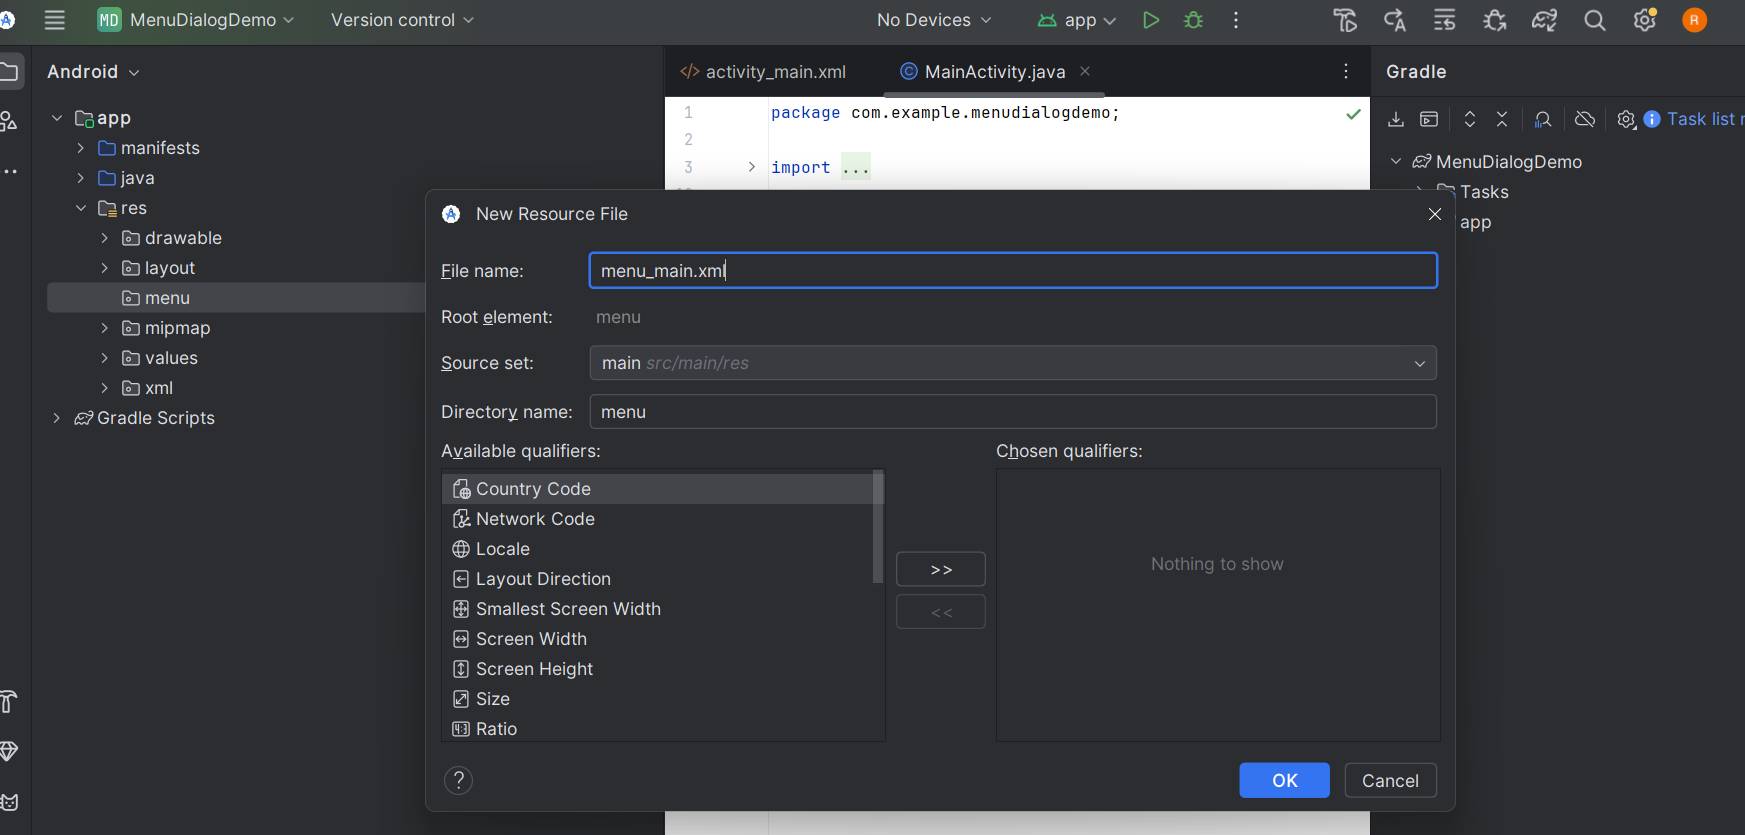 MD MenuDialogDemo Version control No Devices app R
Android
app
manifests
java
res
drawable
layout
menu
mipmap
values
xml
Gradle Scripts
</> activity_main.xml
C MainActivity.java
1 package com.example.menudialogdemo;
2
3 import ...
Gradle
Task list
MenuDialogDemo
Tasks
app
New Resource File
File name: menu_main.xml
Root element: menu
Source set: main src/main/res
Directory name: menu
Available qualifiers:
Country Code
Network Code
Locale
Layout Direction
Smallest Screen Width
Screen Width
Screen Height
Size
4:3 Ratio
>>
<<
Chosen qualifiers:
Nothing to show
?
OK
Cancel